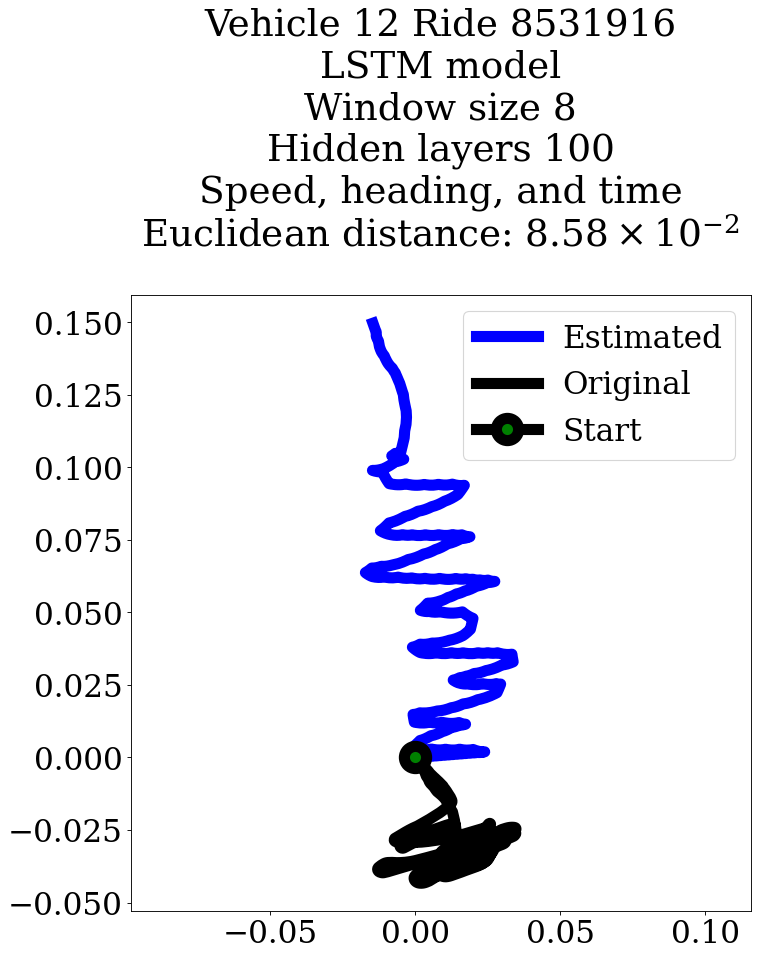 Vehicle 12 Ride 8531916
LSTM model
Window size 8
Hidden layers 100
Speed, heading, and time
Euclidean distance: 8.58 × 10⁻²
Estimated
Original
Start
0.150
0.125
0.100
0.075
0.050
0.025
0.000
−0.025
−0.050
−0.05 0.00 0.05 0.10